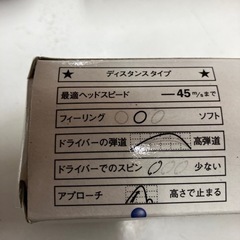 ★ ディスタンスタイプ ★
最適ヘッドスピード —45m/sまで
フィーリング ソフト
ドライバーの弾道 高弾道
ドライバーでのスピン 少ない
アプローチ 高さで止まる